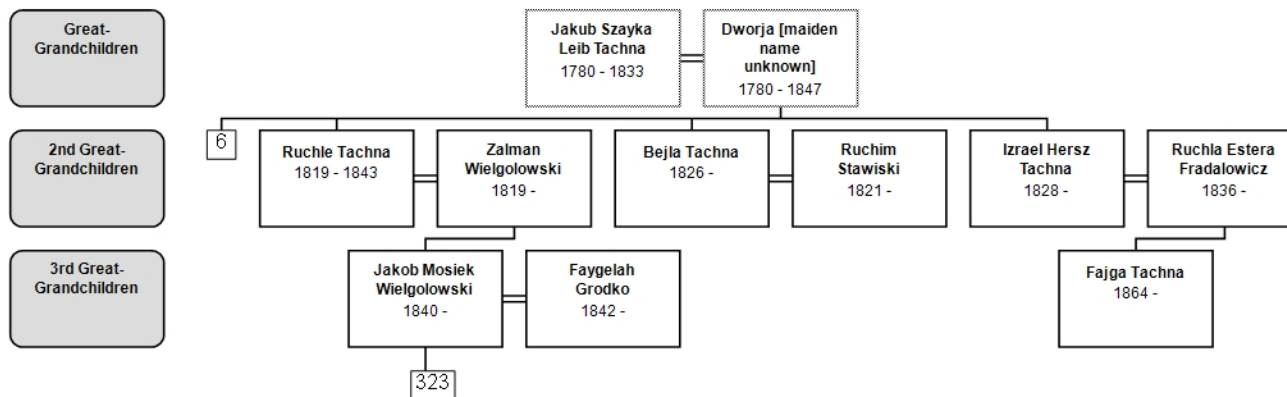 Great-
Grandchildren
Jakub Szayka
Leib Tachna
1780 - 1833
Dworja [maiden
name
unknown]
1780 - 1847
2nd Great-
Grandchildren
6
Ruchle Tachna
1819 - 1843
Zalman
Wielgolowski
1819 -
Bejla Tachna
1826 -
Ruchim
Stawiski
1821 -
Izrael Hersz
Tachna
1828 -
Ruchla Estera
Fradalowicz
1836 -
3rd Great-
Grandchildren
Jakob Mosiek
Wielgolowski
1840 -
Faygelah
Grodko
1842 -
Fajga Tachna
1864 -
323